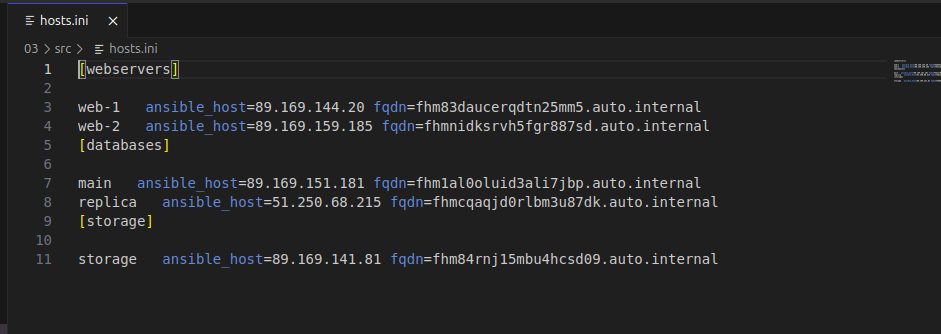 hosts.ini
03 > src > hosts.ini
1 [webservers]
2
3 web-1   ansible_host=89.169.144.20 fqdn=fhm83daucerqdtn25mm5.auto.internal
4 web-2   ansible_host=89.169.159.185 fqdn=fhmnidksrvh5fgr887sd.auto.internal
5 [databases]
6
7 main   ansible_host=89.169.151.181 fqdn=fhm1al0oluid3ali7jbp.auto.internal
8 replica   ansible_host=51.250.68.215 fqdn=fhmcqaqjd0rlbm3u87dk.auto.internal
9 [storage]
10
11 storage   ansible_host=89.169.141.81 fqdn=fhm84rnj15mbu4hcsd09.auto.internal